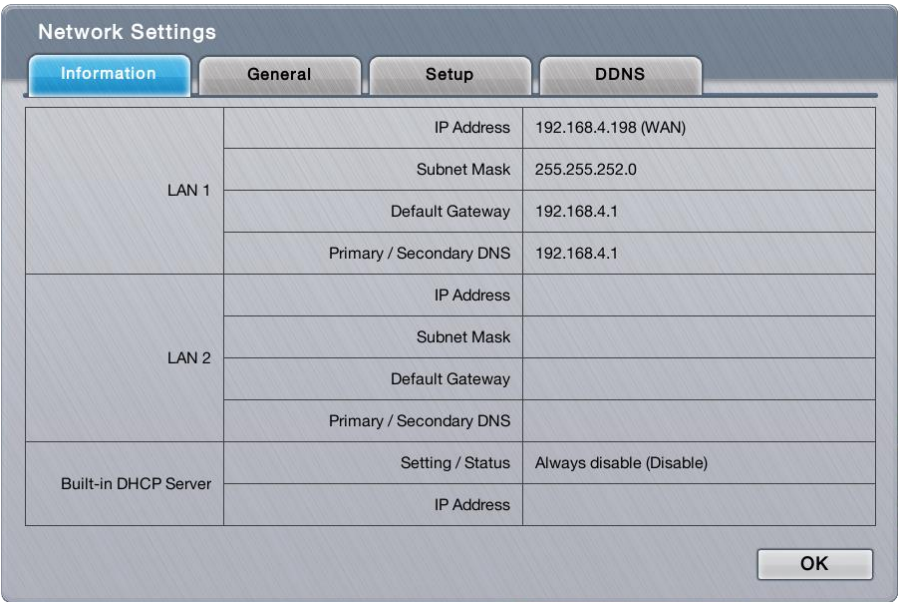 Network Settings
Information General Setup DDNS
LAN 1
IP Address 192.168.4.198 (WAN)
Subnet Mask 255.255.252.0
Default Gateway 192.168.4.1
Primary / Secondary DNS 192.168.4.1
LAN 2
IP Address
Subnet Mask
Default Gateway
Primary / Secondary DNS
Built-in DHCP Server
Setting / Status Always disable (Disable)
IP Address
OK